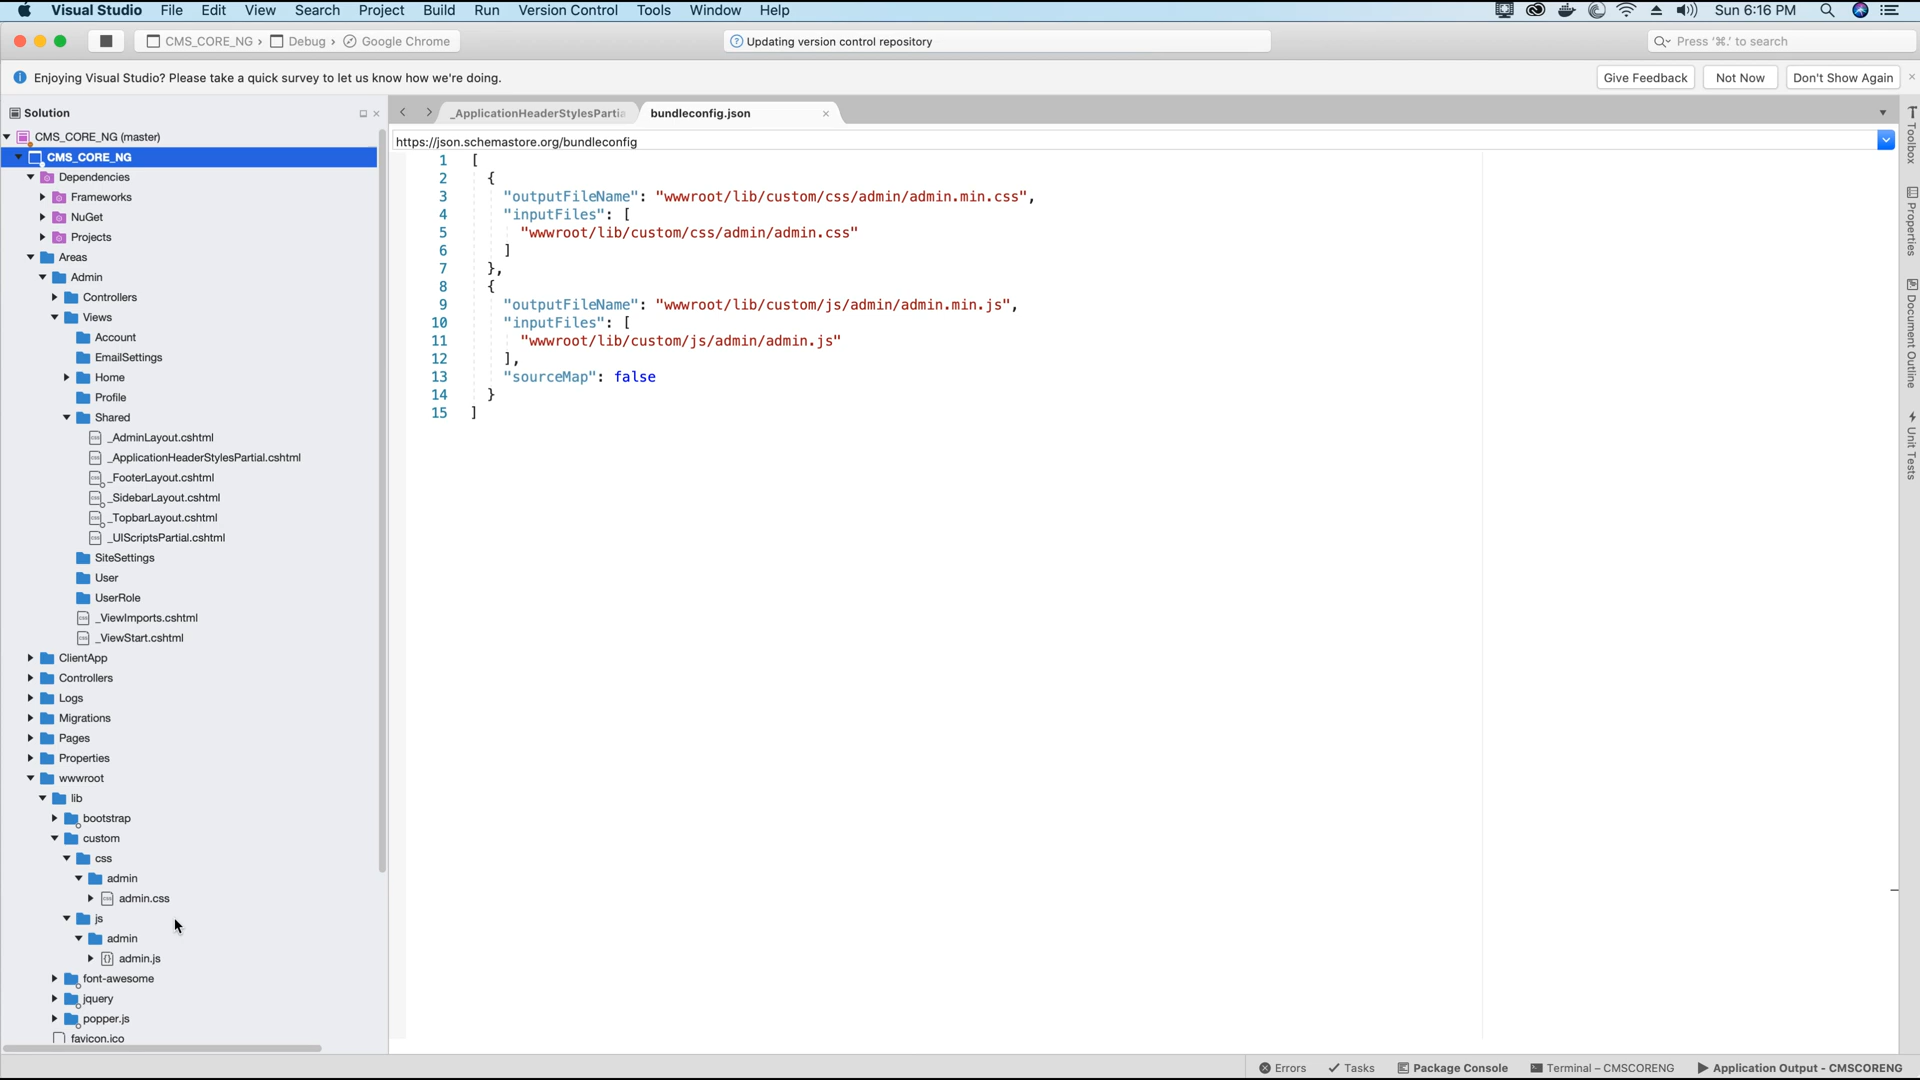 Visual Studio File Edit View Search Project Build Run Version Control Tools Window Help Sun 6:16 PM
CMS_CORE_NG › Debug › Google Chrome
Updating version control repository
Press '⌘.' to search
Enjoying Visual Studio? Please take a quick survey to let us know how we're doing.
Give Feedback Not Now Don't Show Again
Solution
_ApplicationHeaderStylesPartia
bundleconfig.json
https://json.schemastore.org/bundleconfig
CMS_CORE_NG (master)
CMS_CORE_NG
Dependencies
Frameworks
NuGet
Projects
Areas
Admin
Controllers
Views
Account
EmailSettings
Home
Profile
Shared
_AdminLayout.cshtml
_ApplicationHeaderStylesPartial.cshtml
_FooterLayout.cshtml
_SidebarLayout.cshtml
_TopbarLayout.cshtml
_UIScriptsPartial.cshtml
SiteSettings
User
UserRole
_ViewImports.cshtml
_ViewStart.cshtml
ClientApp
Controllers
Logs
Migrations
Pages
Properties
wwwroot
lib
bootstrap
custom
css
admin
admin.css
js
admin
admin.js
font-awesome
jquery
popper.js
favicon.ico
1 [
2 {
3 "outputFileName": "wwwroot/lib/custom/css/admin/admin.min.css",
4 "inputFiles": [
5 "wwwroot/lib/custom/css/admin/admin.css"
6 ]
7 },
8 {
9 "outputFileName": "wwwroot/lib/custom/js/admin/admin.min.js",
10 "inputFiles": [
11 "wwwroot/lib/custom/js/admin/admin.js"
12 ],
13 "sourceMap": false
14 }
15 ]
Toolbox
Properties
Document Outline
Unit Tests
Errors Tasks Package Console Terminal – CMSCORENG Application Output - CMSCORENG